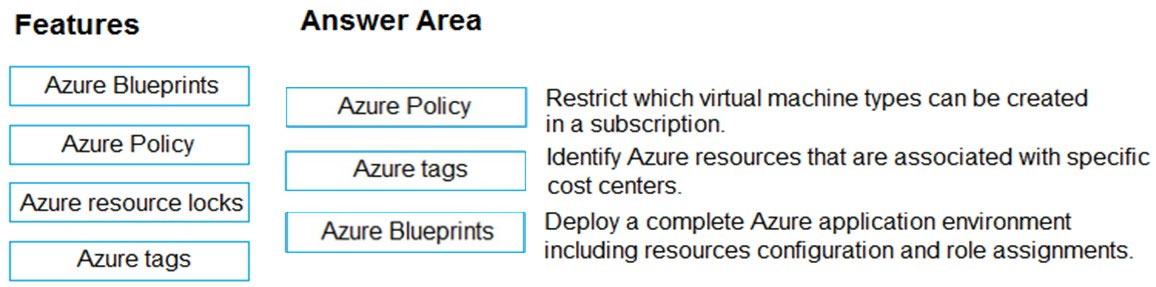 Features
Answer Area
Azure Blueprints
Azure Policy
Azure resource locks
Azure tags
Azure Policy
Restrict which virtual machine types can be created
in a subscription.
Azure tags
Identify Azure resources that are associated with specific
cost centers.
Azure Blueprints
Deploy a complete Azure application environment
including resources configuration and role assignments.